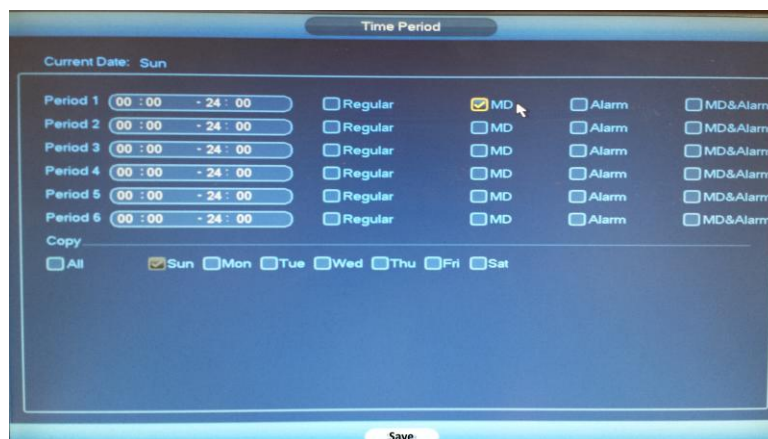 Time Period
Current Date: Sun
Period 1 00 : 00 - 24 : 00 Regular MD Alarm MD&Alarm
Period 2 00 : 00 - 24 : 00 Regular MD Alarm MD&Alarm
Period 3 00 : 00 - 24 : 00 Regular MD Alarm MD&Alarm
Period 4 00 : 00 - 24 : 00 Regular MD Alarm MD&Alarm
Period 5 00 : 00 - 24 : 00 Regular MD Alarm MD&Alarm
Period 6 00 : 00 - 24 : 00 Regular MD Alarm MD&Alarm
Copy
All Sun Mon Tue Wed Thu Fri Sat
Save